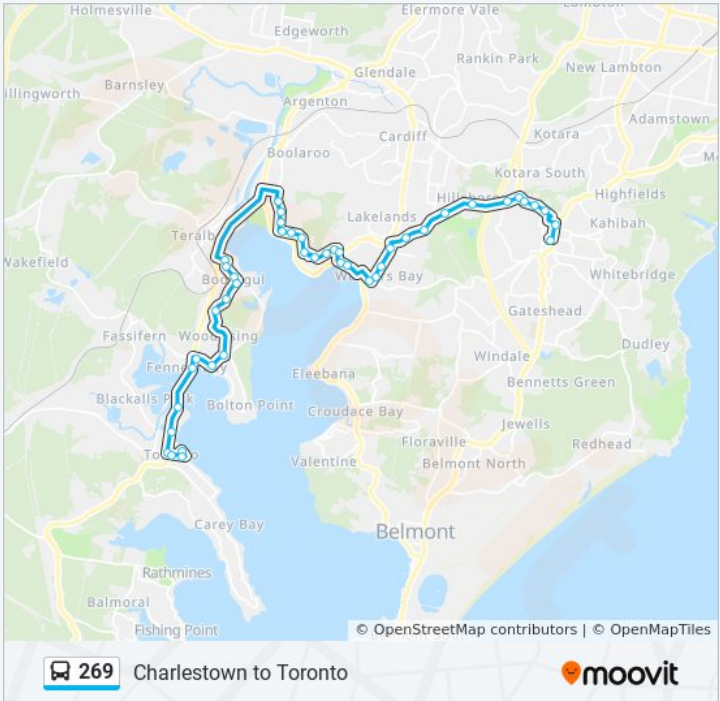 Holmesville
Elermore Vale
Edgeworth
Rankin Park
Glendale
New Lambton
Barnsley
illingworth
Argenton
Adamstown
Cardiff
Kotara
Boolaroo
Kotara South
Highfields
Lakelands
Kahibah
Wakefield
Whitebridge
Gateshead
Fassifern
Dudley
Windale
Eleebana
Bennetts Green
Blackalls
Bolton Point
Croudace Bay
Jewells
Floraville
Redhead
Valentine
Belmont North
Carey Bay
Belmont
Rathmines
Balmoral
Fishing Point
© OpenStreetMap contributors | © OpenMapTiles
269 Charlestown to Toronto
moovit